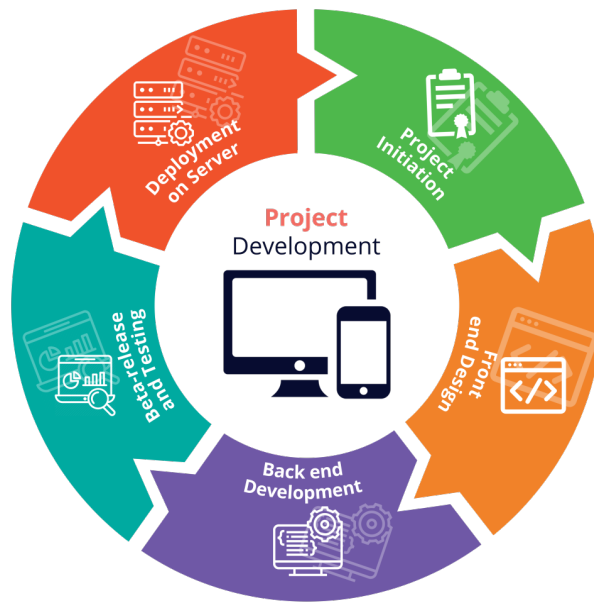 Project
Development
Project
Initiation
Front
end Design
Back end
Development
Beta-release
and Testing
Deployment
on Server